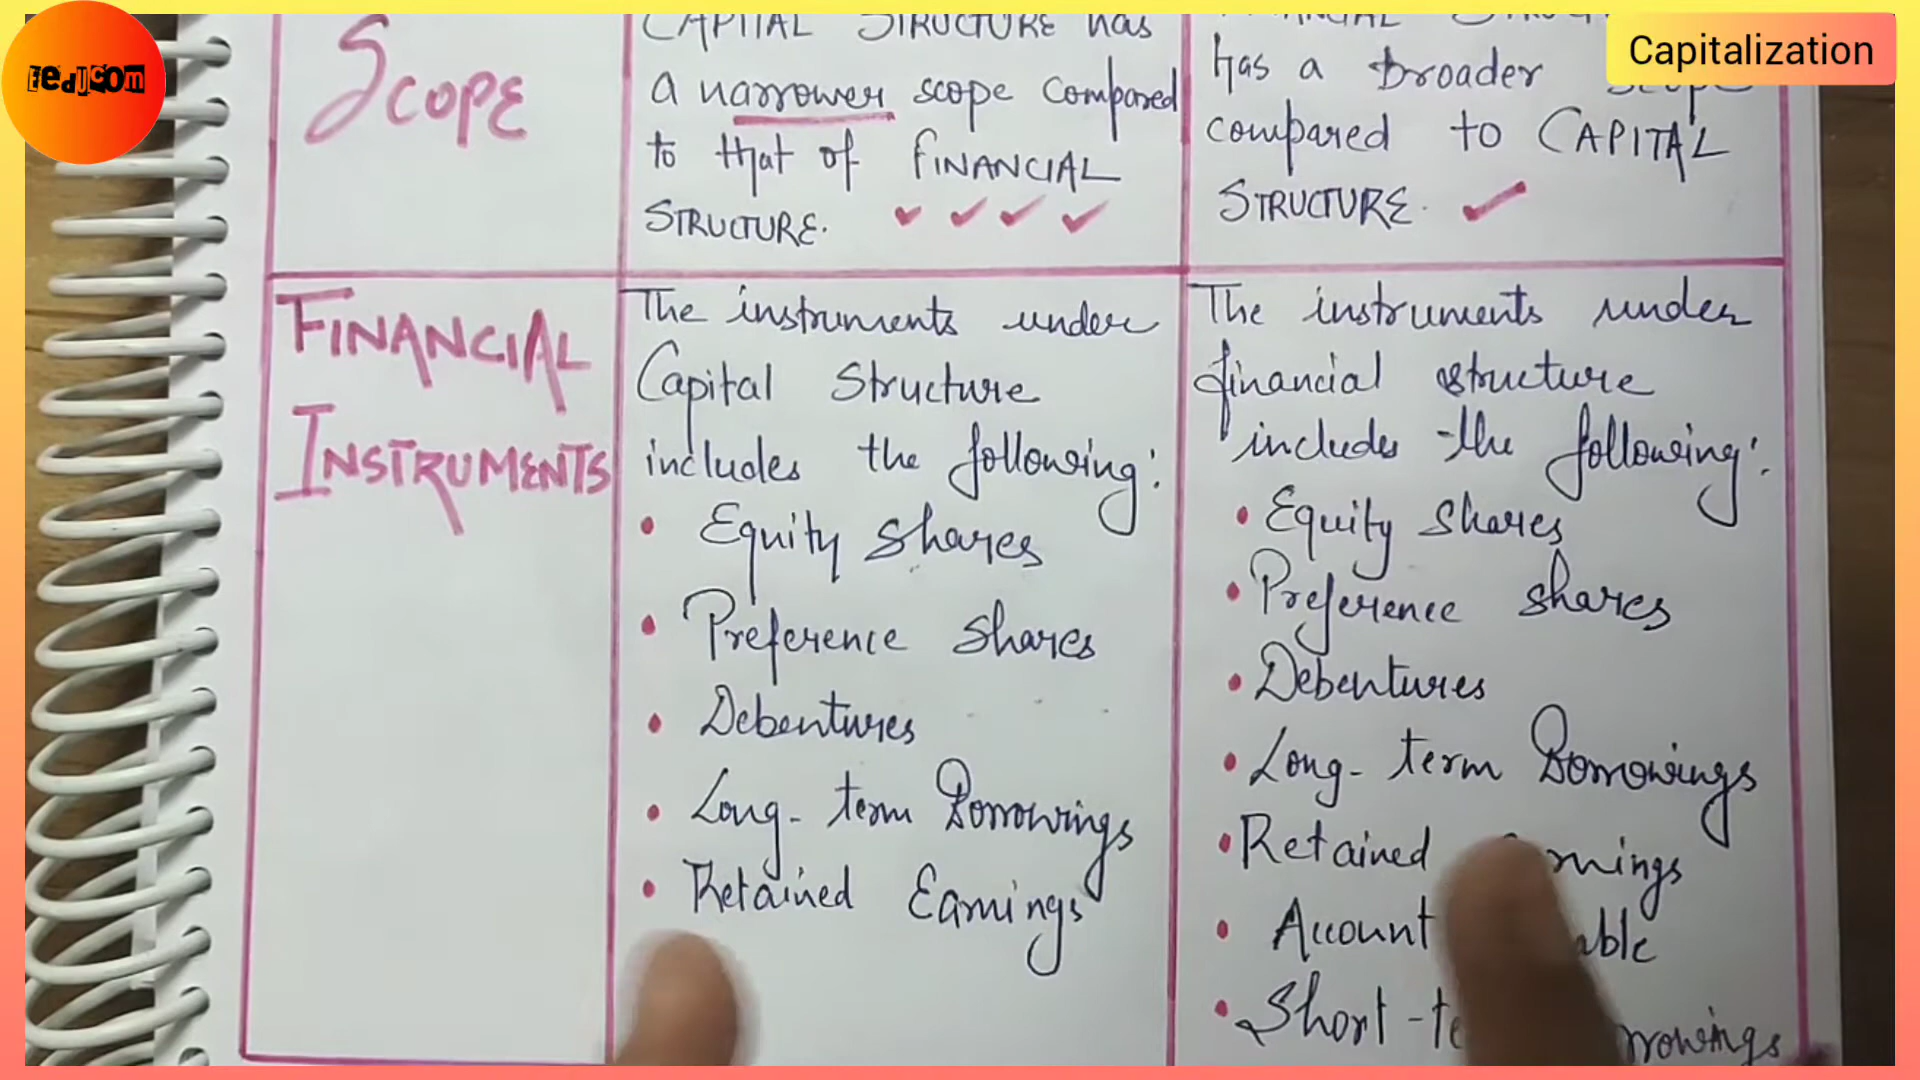 tedUCOM
Capitalization
SCOPE
CAPITAL STRUCTURE has
a narrower scope compared
to that of FINANCIAL
STRUCTURE.
has a broader
compared to CAPITAL
STRUCTURE.
FINANCIAL
INSTRUMENTS
The instruments under
Capital Structure
includes the following:
• Equity shares
• Preference shares
• Debentures
• Long-term Borrowings
• Retained Earnings
The instruments under
financial structure
includes the following:
• Equity shares
• Preference shares
• Debentures
• Long-term Borrowings
• Retained
• Account
• Short-